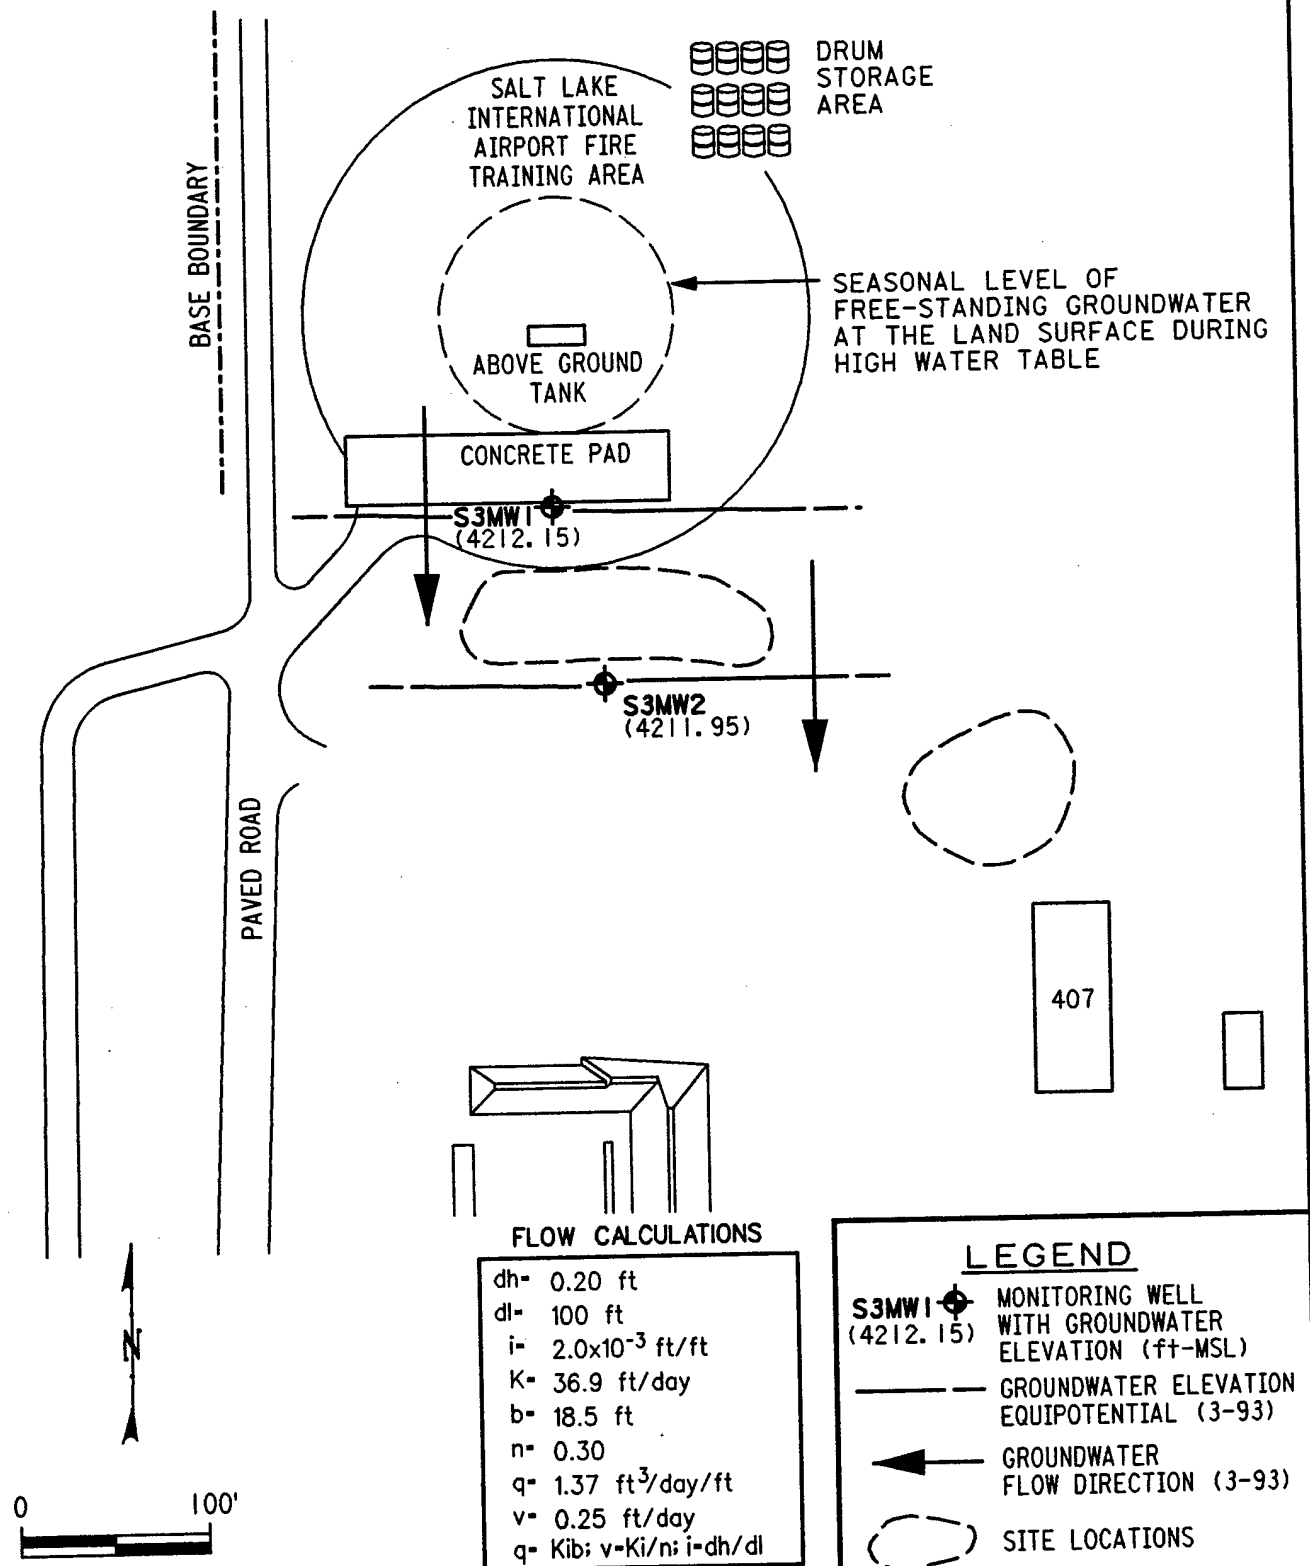 SALT LAKE
INTERNATIONAL
AIRPORT FIRE
TRAINING AREA
DRUM
STORAGE
AREA
BASE BOUNDARY
SEASONAL LEVEL OF
FREE-STANDING GROUNDWATER
AT THE LAND SURFACE DURING
HIGH WATER TABLE
ABOVE GROUND
TANK
CONCRETE PAD
S3MW1
(4212.15)
S3MW2
(4211.95)
PAVED ROAD
407
N
0 100'
FLOW CALCULATIONS
dh= 0.20 ft
dl= 100 ft
i= 2.0x10⁻³ ft/ft
K= 36.9 ft/day
b= 18.5 ft
n= 0.30
q= 1.37 ft³/day/ft
v= 0.25 ft/day
q= Kib; v=Ki/n; i=dh/dl
LEGEND
S3MW1
(4212.15)
MONITORING WELL
WITH GROUNDWATER
ELEVATION (ft-MSL)
GROUNDWATER ELEVATION
EQUIPOTENTIAL (3-93)
GROUNDWATER
FLOW DIRECTION (3-93)
SITE LOCATIONS